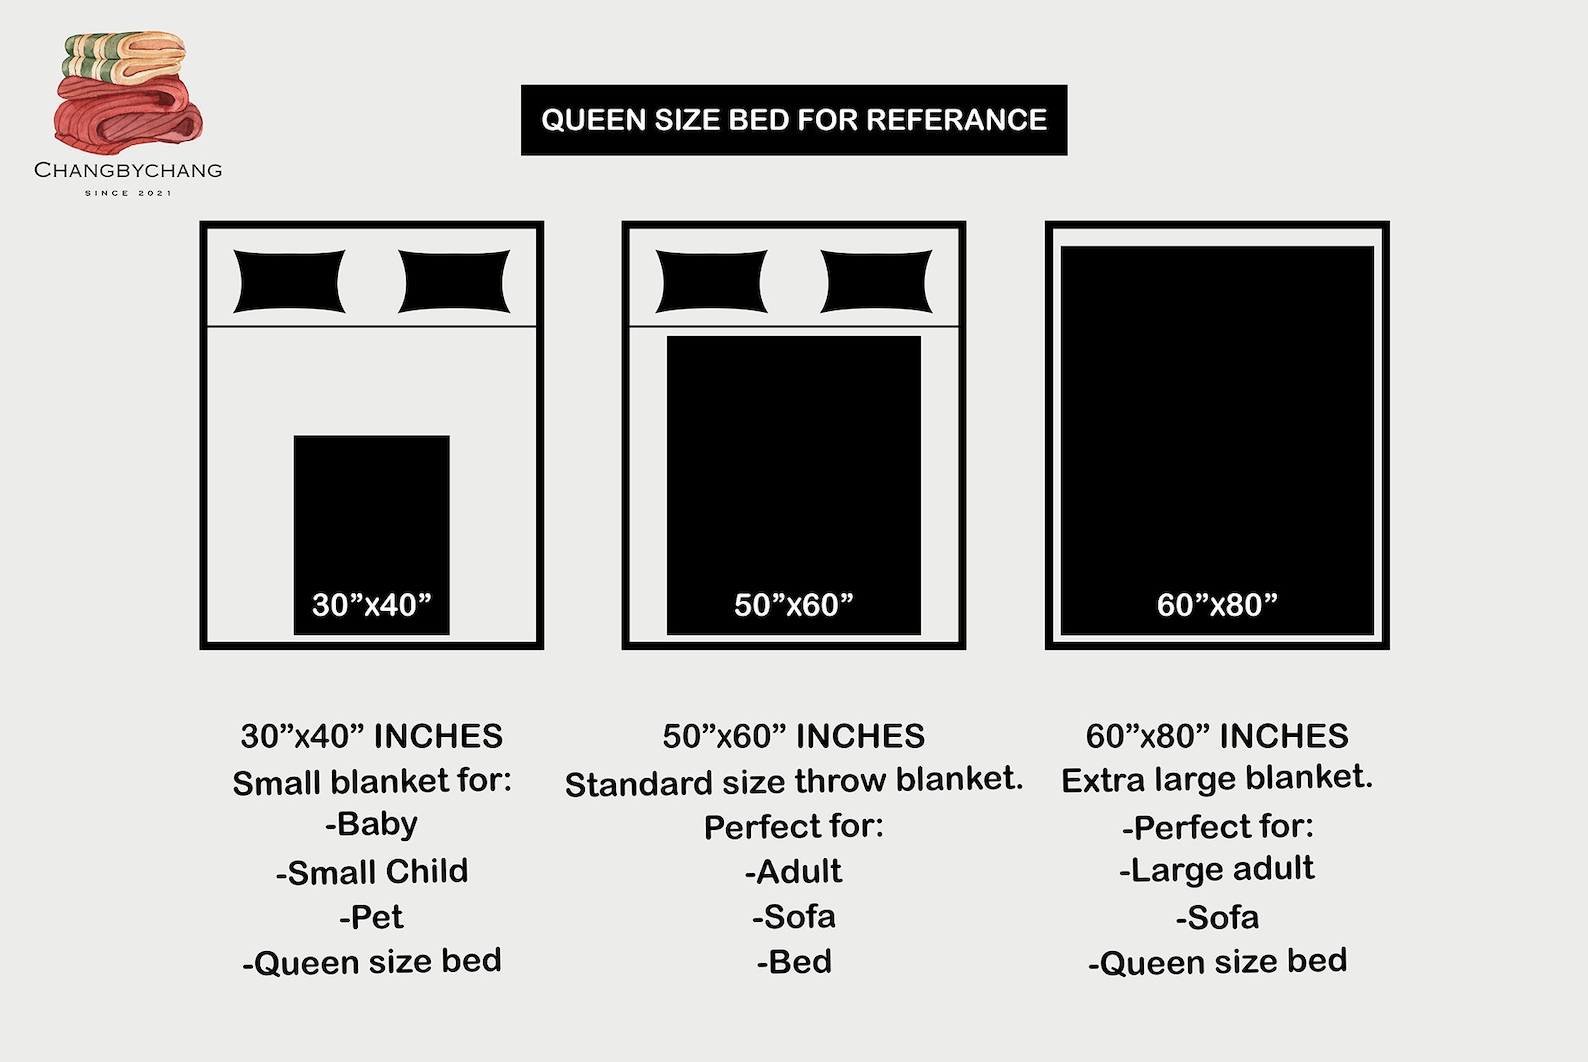 CHANGBYCHANG
SINCE 2021
QUEEN SIZE BED FOR REFERANCE
30”x40”
50”x60”
60”x80”
30”x40” INCHES
Small blanket for:
-Baby
-Small Child
-Pet
-Queen size bed
50”x60” INCHES
Standard size throw blanket.
Perfect for:
-Adult
-Sofa
-Bed
60”x80” INCHES
Extra large blanket.
-Perfect for:
-Large adult
-Sofa
-Queen size bed